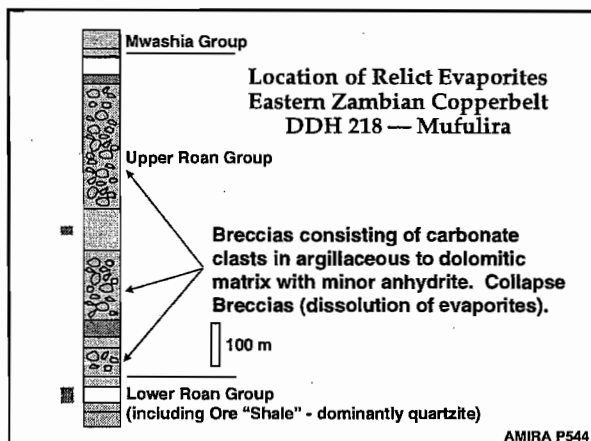 Mwashia Group
Location of Relict Evaporites
Eastern Zambian Copperbelt
DDH 218 — Mufulira
Upper Roan Group
Breccias consisting of carbonate
clasts in argillaceous to dolomitic
matrix with minor anhydrite. Collapse
Breccias (dissolution of evaporites).
100 m
Lower Roan Group
(including Ore "Shale" - dominantly quartzite)
AMIRA P544